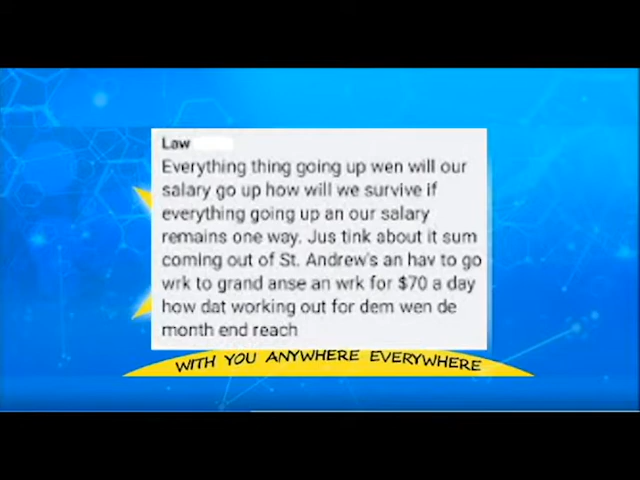 Law
Everything thing going up wen will our
salary go up how will we survive if
everything going up an our salary
remains one way. Jus tink about it sum
coming out of St. Andrew's an hav to go
wrk to grand anse an wrk for $70 a day
how dat working out for dem wen de
month end reach
WITH YOU ANYWHERE EVERYWHERE